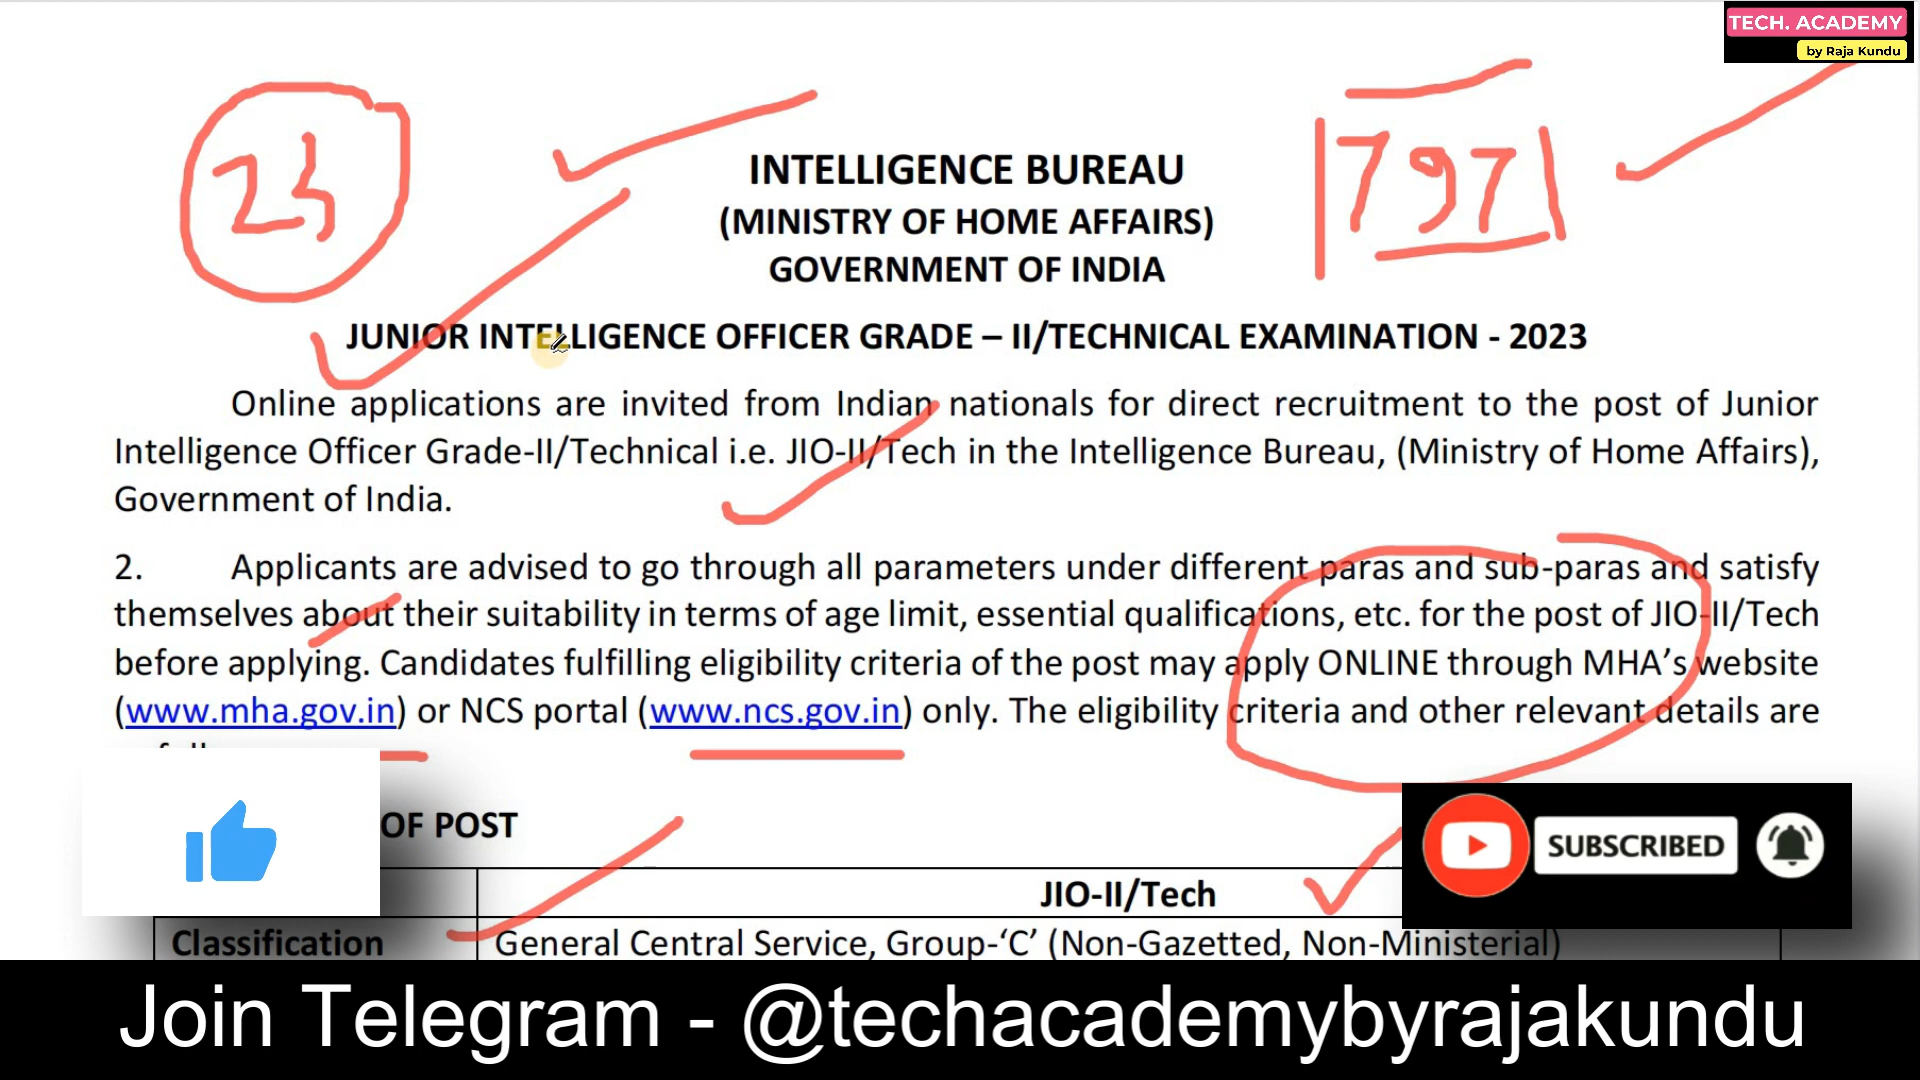 TECH. ACADEMY
by Raja Kundu
23
797
INTELLIGENCE BUREAU
(MINISTRY OF HOME AFFAIRS)
GOVERNMENT OF INDIA
JUNIOR INTELLIGENCE OFFICER GRADE – II/TECHNICAL EXAMINATION - 2023
Online applications are invited from Indian nationals for direct recruitment to the post of Junior
Intelligence Officer Grade-II/Technical i.e. JIO-II/Tech in the Intelligence Bureau, (Ministry of Home Affairs),
Government of India.
2. Applicants are advised to go through all parameters under different paras and sub-paras and satisfy
themselves about their suitability in terms of age limit, essential qualifications, etc. for the post of JIO-II/Tech
before applying. Candidates fulfilling eligibility criteria of the post may apply ONLINE through MHA’s website
(www.mha.gov.in) or NCS portal (www.ncs.gov.in) only. The eligibility criteria and other relevant details are
OF POST
JIO-II/Tech
Classification General Central Service, Group-‘C’ (Non-Gazetted, Non-Ministerial)
SUBSCRIBED
Join Telegram - @techacademybyrajakundu